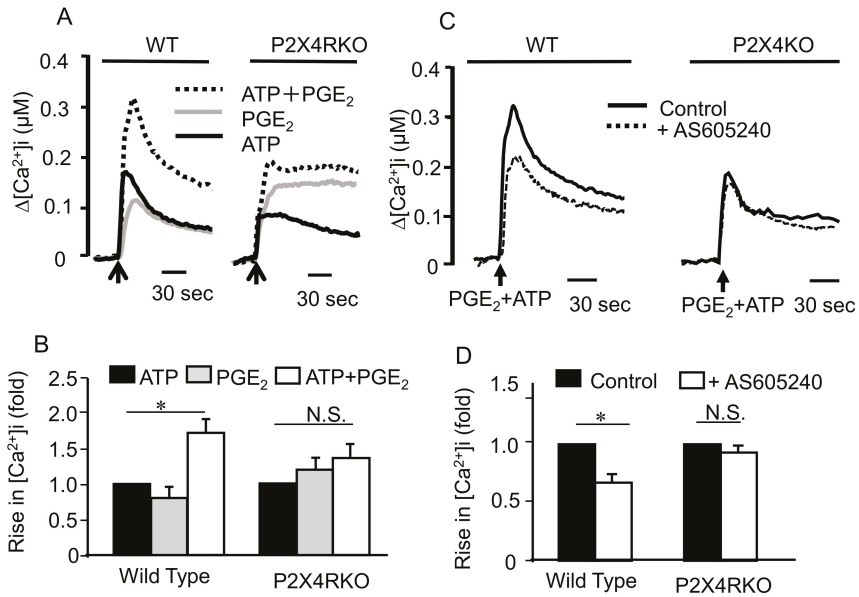 A
WT
P2X4RKO
0.4
0.3
0.2
0.1
0
Δ[Ca²⁺]i (µM)
ATP+PGE₂
PGE₂
ATP
30 sec
30 sec
C
WT
P2X4KO
0.4
0.3
0.2
0.1
0
Δ[Ca²⁺]i (µM)
Control
+ AS605240
PGE₂+ATP
30 sec
PGE₂+ATP
30 sec
B
ATP
PGE₂
ATP+PGE₂
2.5
2.0
1.5
1.0
0.5
0
Rise in [Ca²⁺]i (fold)
*
N.S.
Wild Type
P2X4RKO
D
Control
+ AS605240
1.5
1.0
0.5
0
Rise in [Ca²⁺]i (fold)
*
N.S.
Wild Type
P2X4RKO